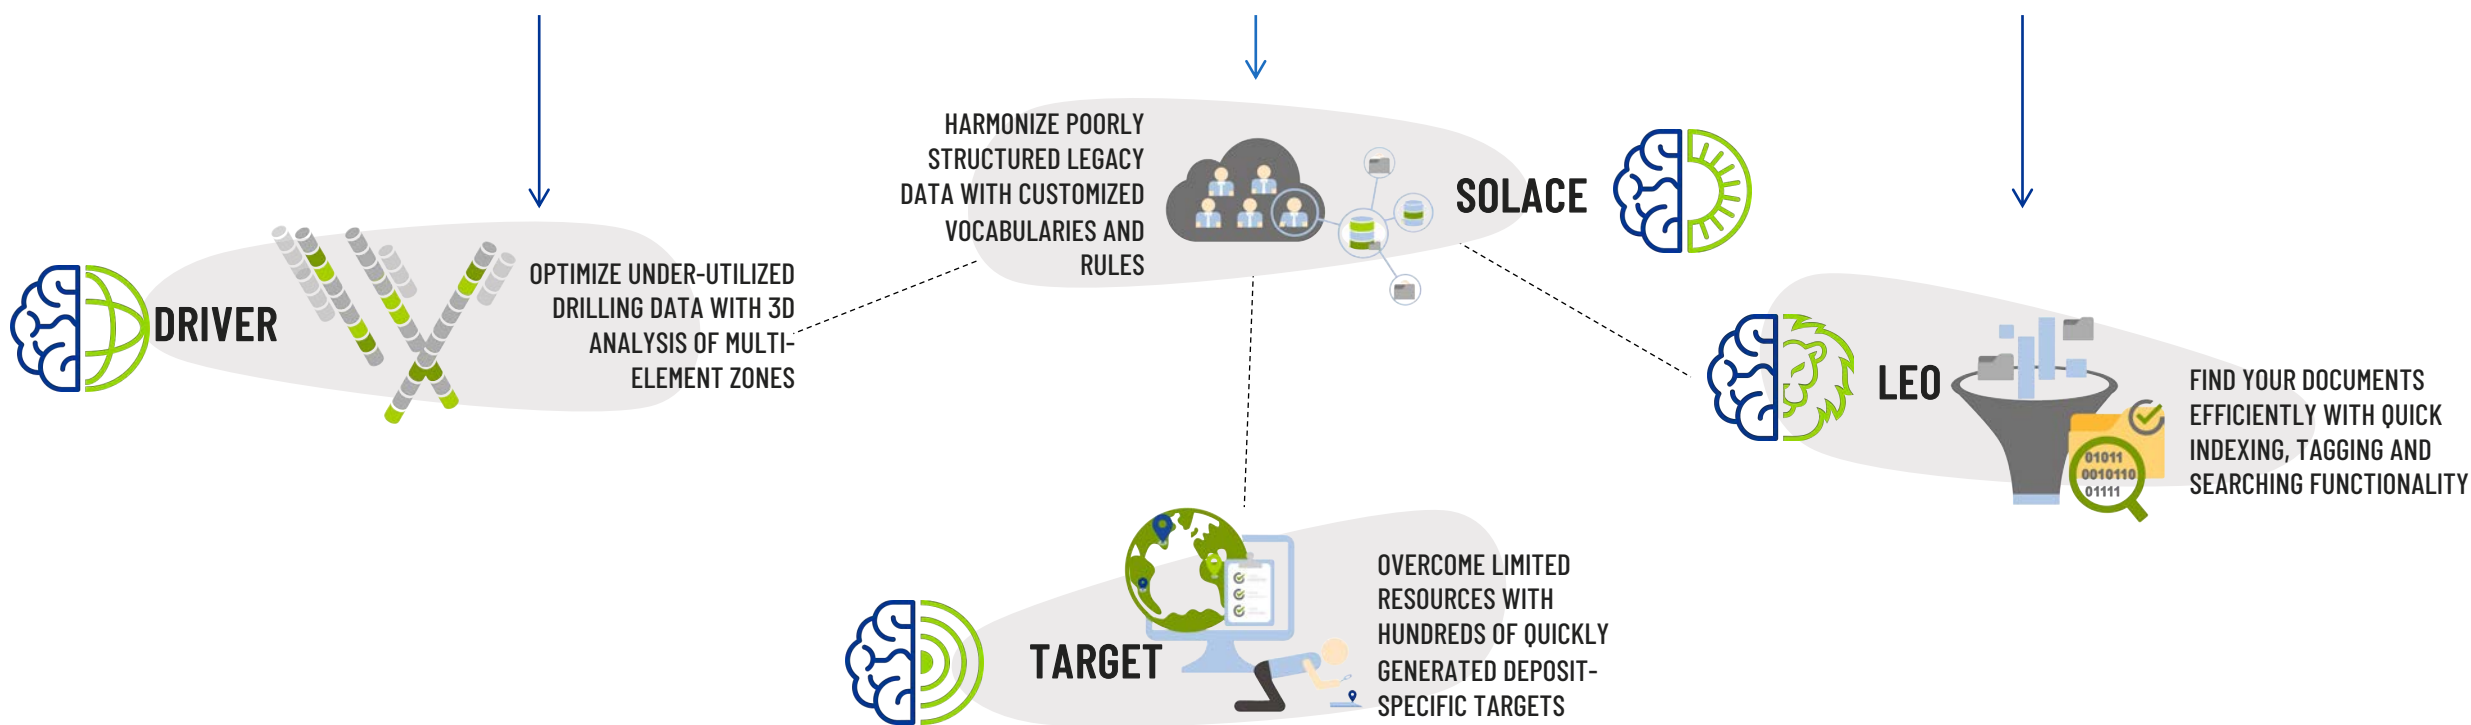 HARMONIZE POORLY
STRUCTURED LEGACY
DATA WITH CUSTOMIZED
VOCABULARIES AND
RULES
SOLACE
DRIVER
OPTIMIZE UNDER-UTILIZED
DRILLING DATA WITH 3D
ANALYSIS OF MULTI-
ELEMENT ZONES
LEO
FIND YOUR DOCUMENTS
EFFICIENTLY WITH QUICK
INDEXING, TAGGING AND
SEARCHING FUNCTIONALITY
01011
0010110
01111
TARGET
OVERCOME LIMITED
RESOURCES WITH
HUNDREDS OF QUICKLY
GENERATED DEPOSIT-
SPECIFIC TARGETS